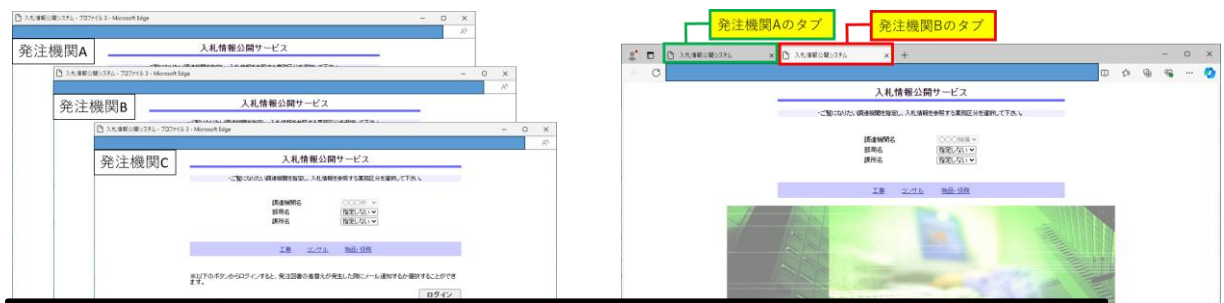 入札情報公開システム - プロファイル 3 - Microsoft Edge
発注機関A
入札情報公開サービス
入札情報公開システム - プロファイル 3 - Microsoft Edge
発注機関B
入札情報公開サービス
入札情報公開システム - プロファイル 3 - Microsoft Edge
発注機関C
入札情報公開サービス
・ご覧になりたい調達機関を指定し、入札情報を参照する業務区分を選択して下さい。
調達機関名 〇〇〇市
部局名 指定しない
課所名 指定しない
工事 コンサル 物品・役務
※以下のボタンからログインすると、発注図書の差替えが発生した際にメール通知するか選択することができます。
ログイン
発注機関Aのタブ 発注機関Bのタブ
入札情報公開システム 入札情報公開システム
入札情報公開サービス
・ご覧になりたい調達機関を指定し、入札情報を参照する業務区分を選択して下さい。
調達機関名
部局名 指定しない
課所名 指定しない
工事 コンサル 物品・役務